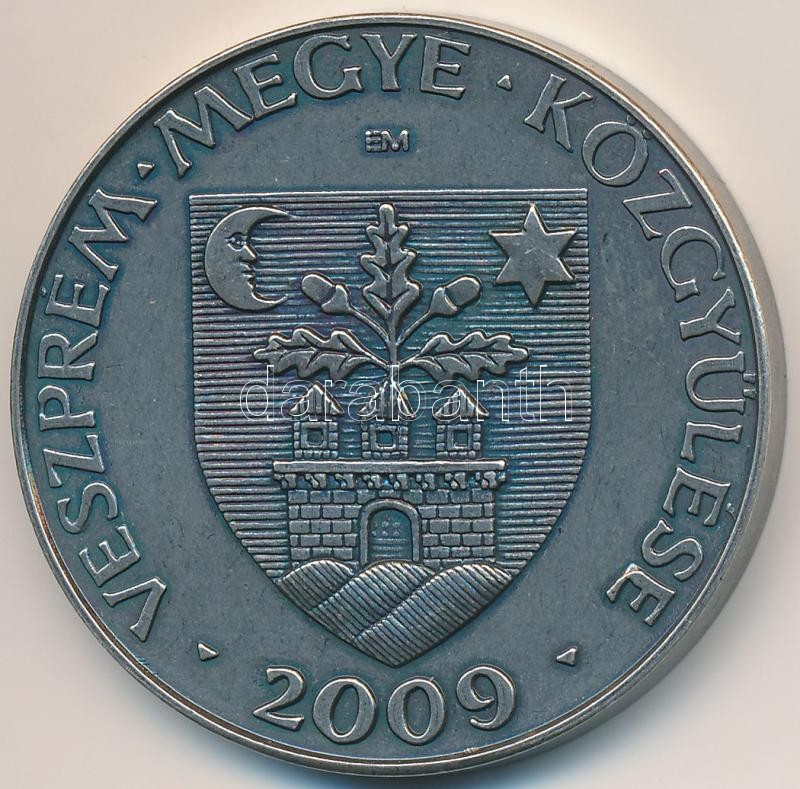 VESZPRÉM · MEGYE · KÖZGYŰLÉSE
EM
darabanth
· 2009 ·